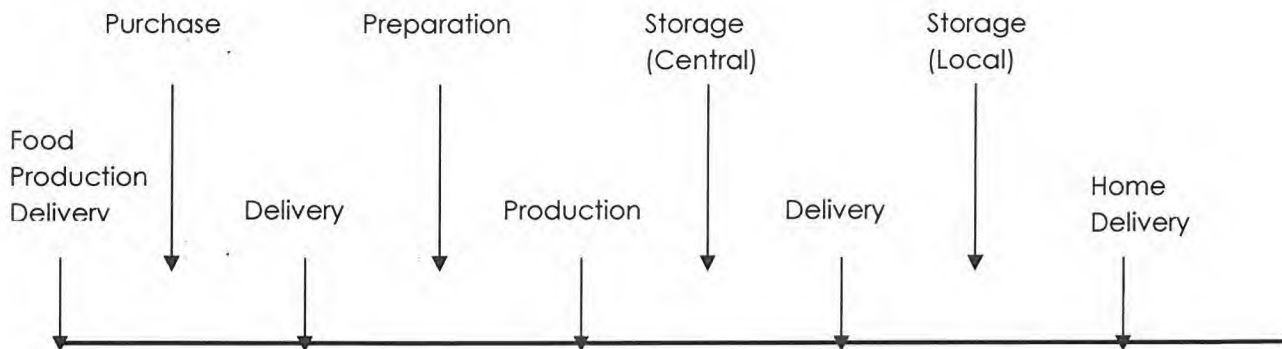 Purchase
Preparation
Storage
(Central)
Storage
(Local)
Food
Production
Delivery
Delivery
Production
Delivery
Home
Delivery